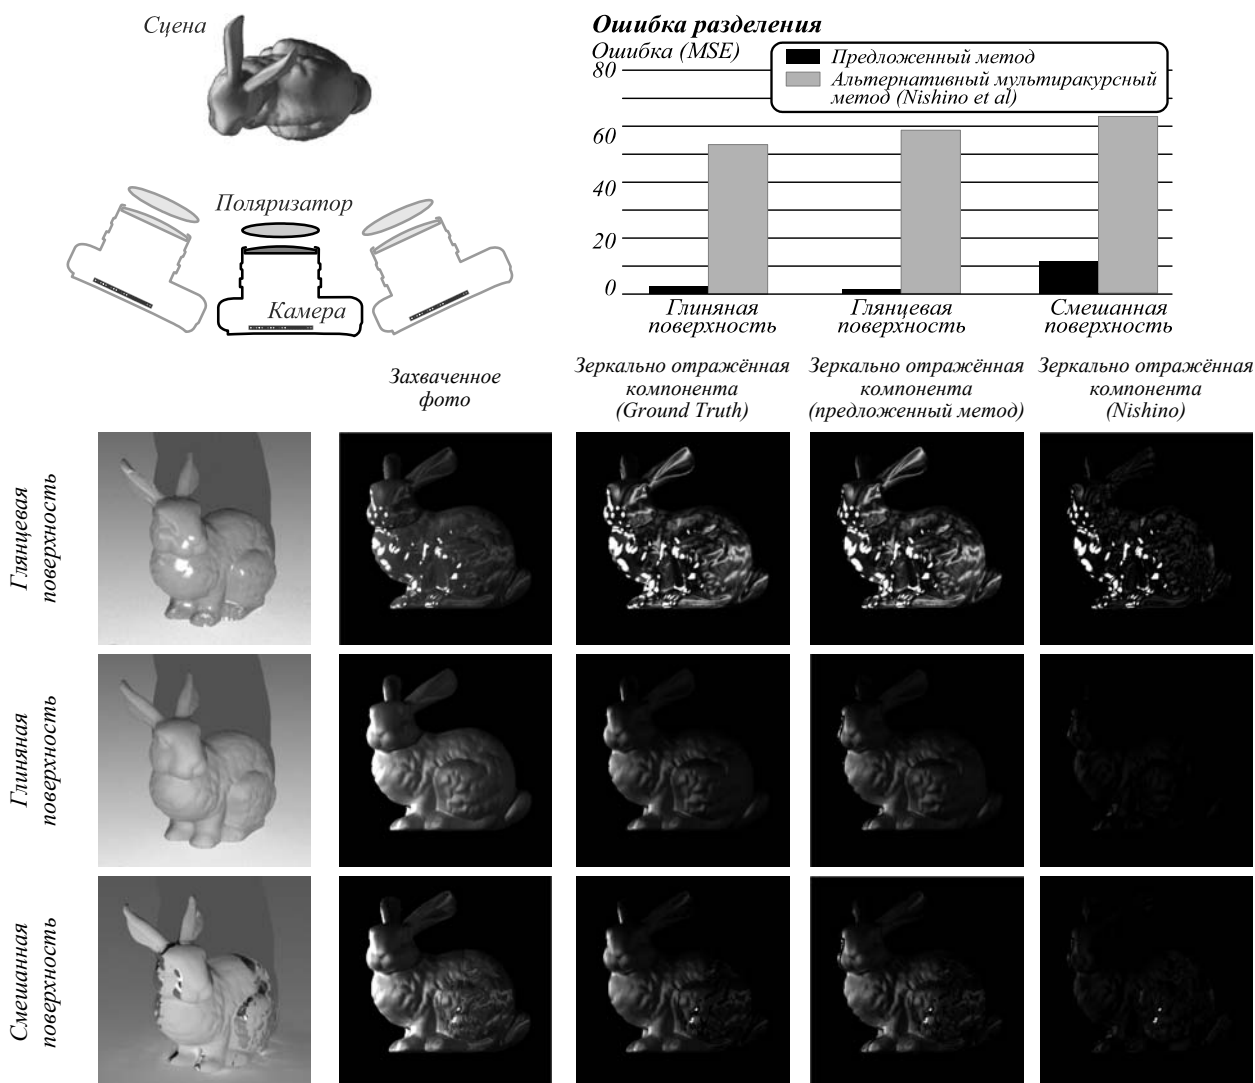 Сцена
Поляризатор
Камера
Ошибка разделения
Ошибка (MSE)
Предложенный метод
Альтернативный мультиракурсный
метод (Nishino et al)
80
60
40
20
0
Глиняная
поверхность
Глянцевая
поверхность
Смешанная
поверхность
Захваченное
фото
Зеркально отражённая
компонента
(Ground Truth)
Зеркально отражённая
компонента
(предложенный метод)
Зеркально отражённая
компонента
(Nishino)
Глянцевая
поверхность
Глиняная
поверхность
Смешанная
поверхность